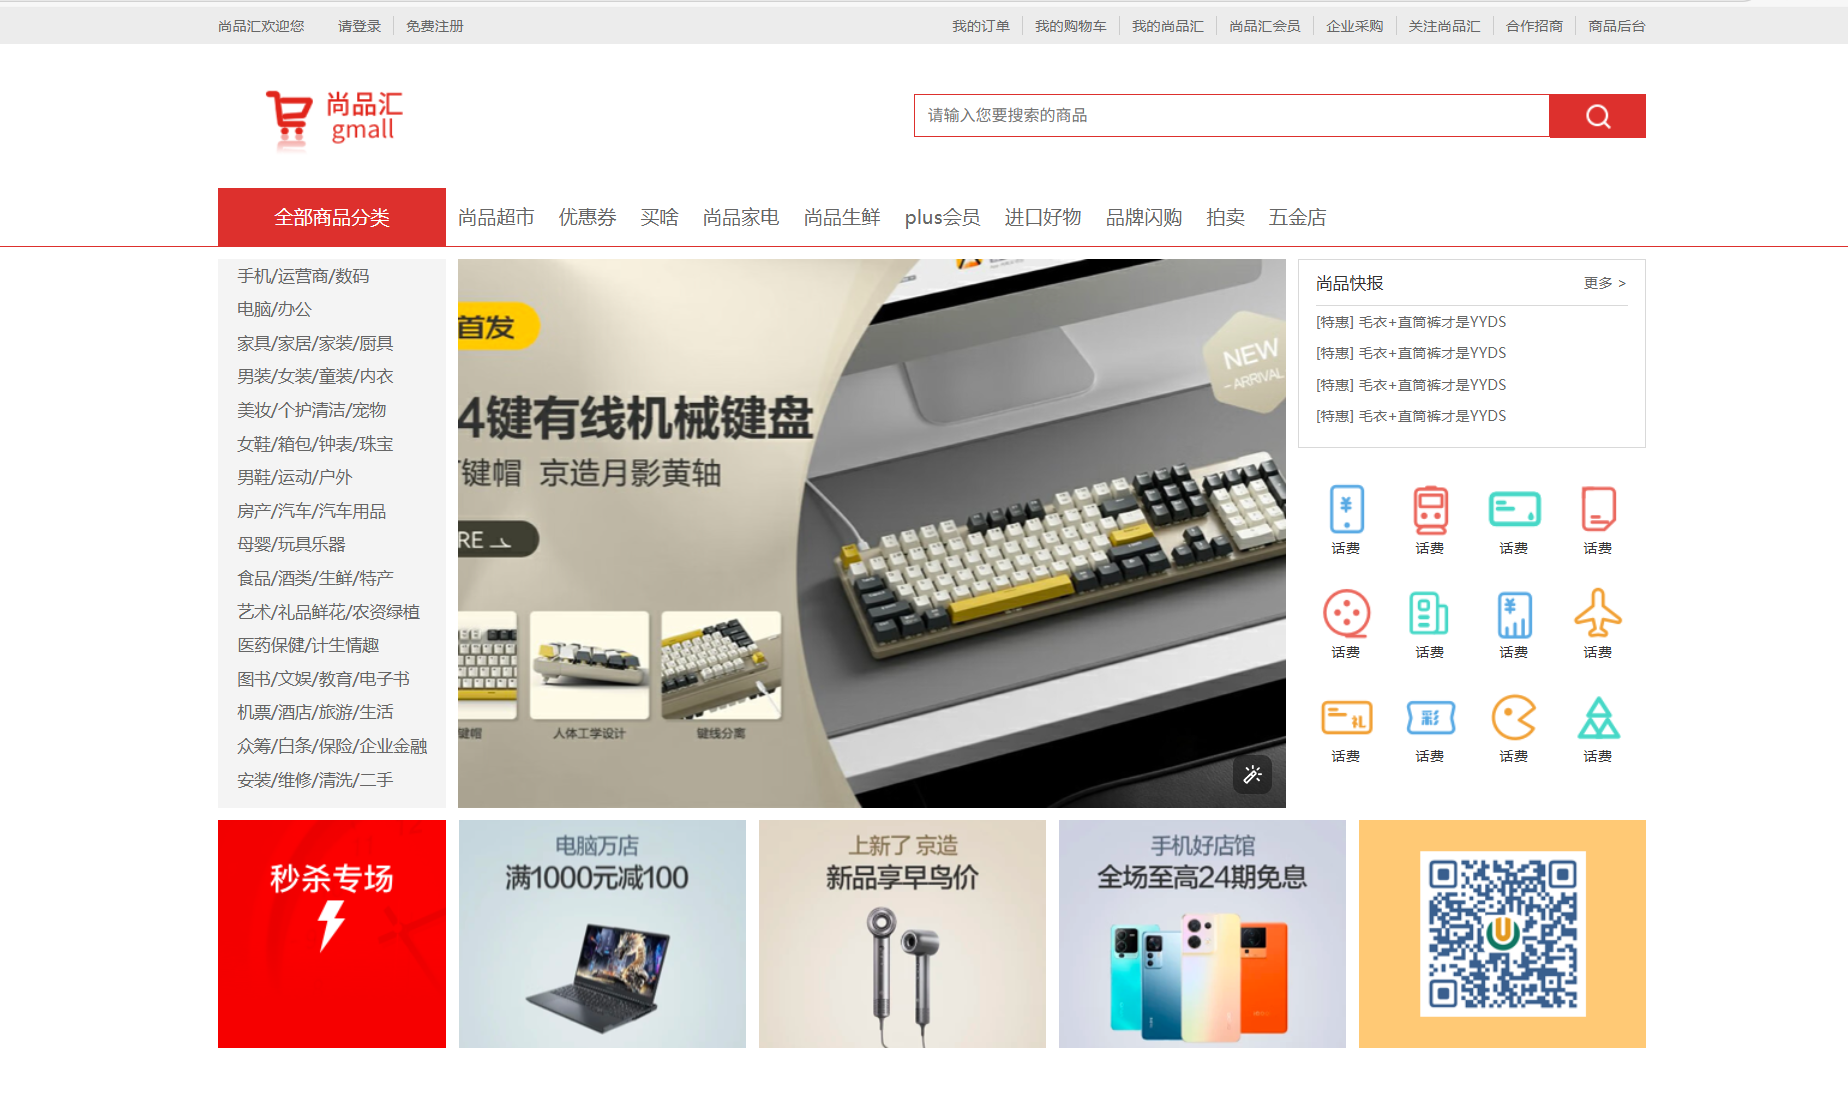 尚品汇欢迎您 请登录 免费注册 我的订单 我的购物车 我的尚品汇 尚品汇会员 企业采购 关注尚品汇 合作招商 商品后台
尚品汇
gmall
请输入您要搜索的商品
全部商品分类 尚品超市 优惠券 买啥 尚品家电 尚品生鲜 plus会员 进口好物 品牌闪购 拍卖 五金店
手机/运营商/数码
电脑/办公
家具/家居/家装/厨具
男装/女装/童装/内衣
美妆/个护清洁/宠物
女鞋/箱包/钟表/珠宝
男鞋/运动/户外
房产/汽车/汽车用品
母婴/玩具乐器
食品/酒类/生鲜/特产
艺术/礼品鲜花/农资绿植
医药保健/计生情趣
图书/文娱/教育/电子书
机票/酒店/旅游/生活
众筹/白条/保险/企业金融
安装/维修/清洗/二手
首发
4键有线机械键盘
键帽 京造月影黄轴
RE
键帽 人体工学设计 键线分离
NEW
ARRIVAL
尚品快报 更多 >
[特惠] 毛衣+直筒裤才是YYDS
[特惠] 毛衣+直筒裤才是YYDS
[特惠] 毛衣+直筒裤才是YYDS
[特惠] 毛衣+直筒裤才是YYDS
¥
话费 话费 话费 话费
¥
话费 话费 话费 话费
礼 彩
话费 话费 话费 话费
秒杀专场
电脑万店
满1000元减100
上新了 京造
新品享早鸟价
手机好店馆
全场至高24期免息